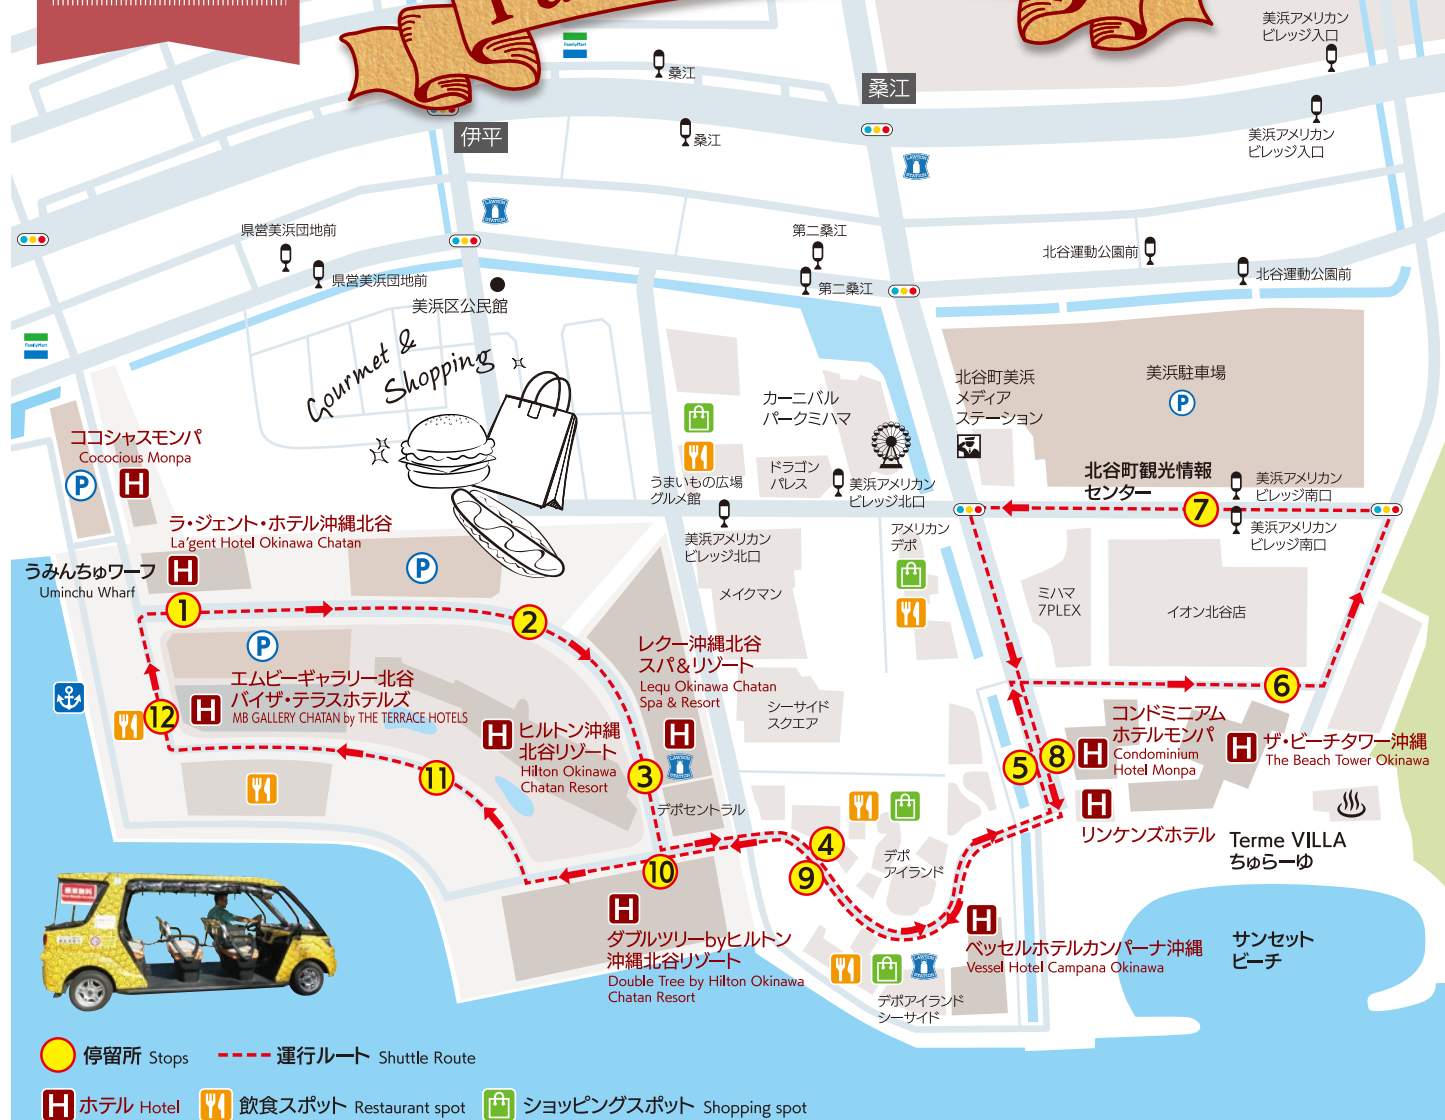 美浜アメリカン
ビレッジ入口
FamilyMart
桑江
桑江
伊平
桑江
美浜アメリカン
ビレッジ入口
LAWSON
STATION
LAWSON
STATION
県営美浜団地前
第二桑江
北谷運動公園前
県営美浜団地前
第二桑江
北谷運動公園前
美浜区公民館
FamilyMart
Gourmet &
Shopping
北谷町美浜
メディア
ステーション
美浜駐車場
P
カーニバル
パークミハマ
ココシャスモンパ
Cococious Monpa
P
H
うまいもの広場
グルメ館
ドラゴン
パレス
美浜アメリカン
ビレッジ北口
北谷町観光情報
センター
7
美浜アメリカン
ビレッジ南口
美浜アメリカン
ビレッジ南口
ラ・ジェント・ホテル沖縄北谷
La'gent Hotel Okinawa Chatan
H
P
美浜アメリカン
ビレッジ北口
アメリカン
デポ
うみんちゅワーフ
Uminchu Wharf
メイクマン
ミハマ
7PLEX
イオン北谷店
1
2
P
レクー沖縄北谷
スパ&リゾート
Lequ Okinawa Chatan
Spa & Resort
H
LAWSON
STATION
エムビーギャラリー北谷
バイザ・テラスホテルズ
MB GALLERY CHATAN by THE TERRACE HOTELS
H
12
6
シーサイド
スクエア
H
ヒルトン沖縄
北谷リゾート
Hilton Okinawa
Chatan Resort
コンドミニアム
ホテルモンパ
Condominium
Hotel Monpa
H
H
ザ・ビーチタワー沖縄
The Beach Tower Okinawa
11
3
5
8
デポセントラル
H
リンケンズホテル
Terme VILLA
ちゅらーゆ
4
9
10
デポ
アイランド
H
ダブルツリーbyヒルトン
沖縄北谷リゾート
Double Tree by Hilton Okinawa
Chatan Resort
H
ベッセルホテルカンパーナ沖縄
Vessel Hotel Campana Okinawa
サンセット
ビーチ
LAWSON
STATION
デポアイランド
シーサイド
停留所 Stops
運行ルート Shuttle Route
H ホテル Hotel
飲食スポット Restaurant spot
ショッピングスポット Shopping spot